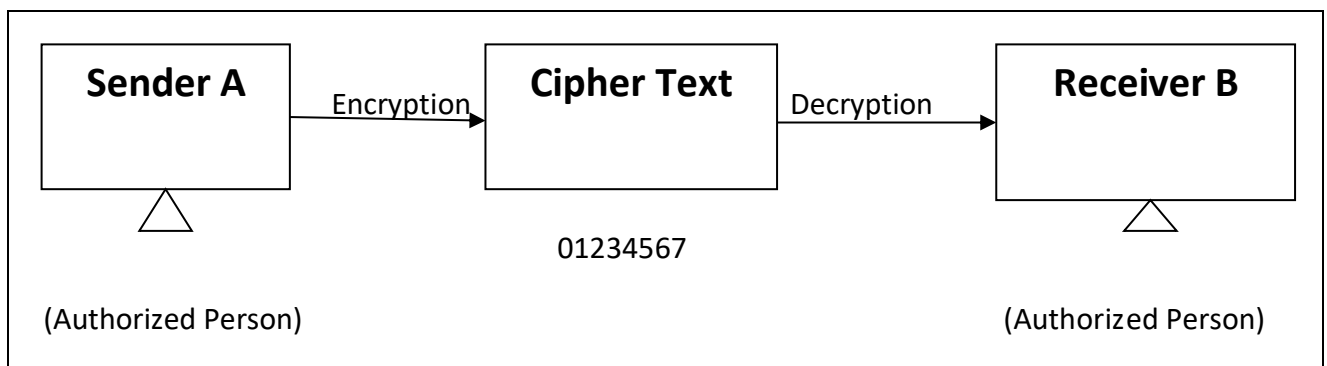 Sender A
Encryption
Cipher Text
Decryption
Receiver B
01234567
(Authorized Person)
(Authorized Person)